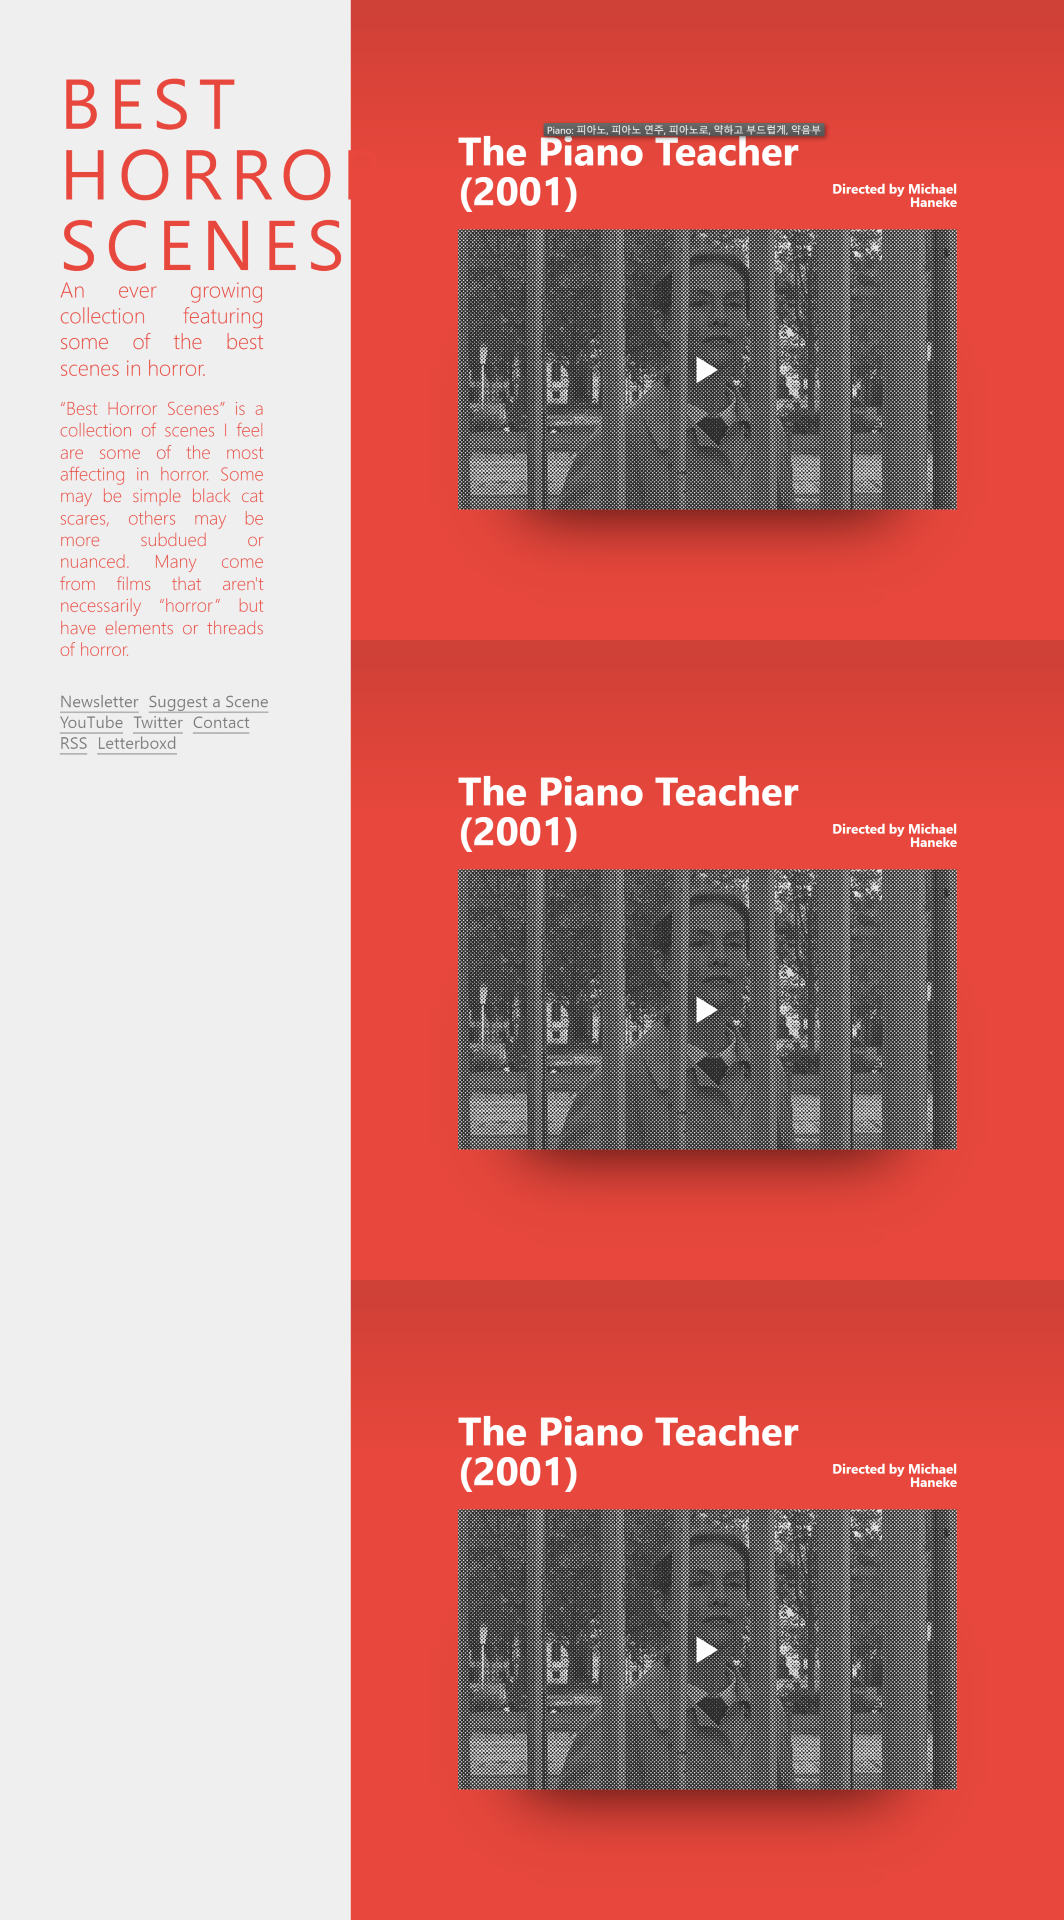 BEST
HORROR
SCENES
An ever growing
collection featuring
some of the best
scenes in horror.
“Best Horror Scenes” is a
collection of scenes I feel
are some of the most
affecting in horror. Some
may be simple black cat
scares, others may be
more subdued or
nuanced. Many come
from films that aren't
necessarily “horror” but
have elements or threads
of horror.
Newsletter Suggest a Scene
YouTube Twitter Contact
RSS Letterboxd
Piano: 피아노, 피아노 연주, 피아노로, 약하고 부드럽게, 약음부
The Piano Teacher
(2001)
Directed by Michael
Haneke
The Piano Teacher
(2001)
Directed by Michael
Haneke
The Piano Teacher
(2001)
Directed by Michael
Haneke